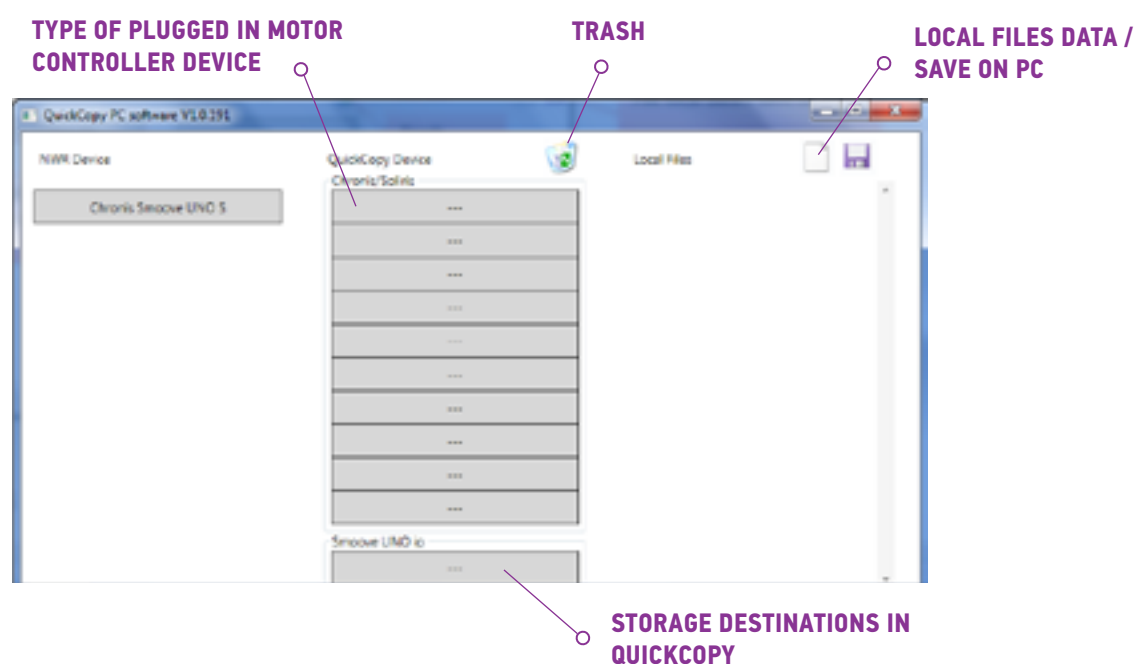 TYPE OF PLUGGED IN MOTOR
CONTROLLER DEVICE
TRASH
LOCAL FILES DATA /
SAVE ON PC
QuickCopy PC software V1.0.191
NWR Device
QuickCopy Device
Local Files
Chronis/Soliris
Chronis Smoove UNO S
---
---
---
---
---
---
---
---
---
---
Smoove UNO io
---
STORAGE DESTINATIONS IN
QUICKCOPY